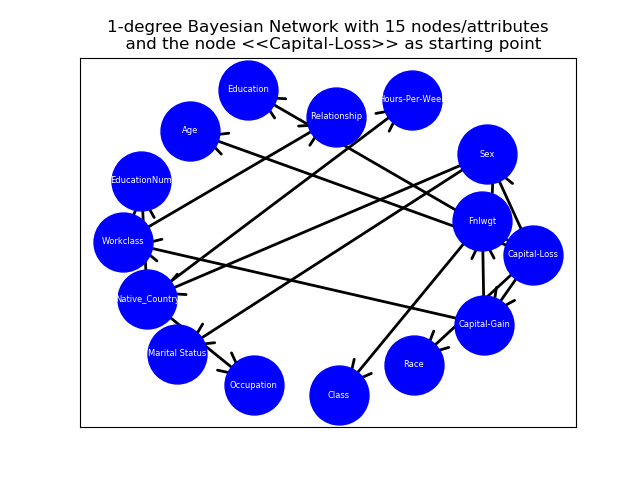 1-degree Bayesian Network with 15 nodes/attributes
and the node <<Capital-Loss>> as starting point
Education
Hours-Per-Week
Relationship
Age
Sex
EducationNum
Fnlwgt
Workclass
Capital-Loss
Native_Country
Capital-Gain
Marital Status
Race
Occupation
Class